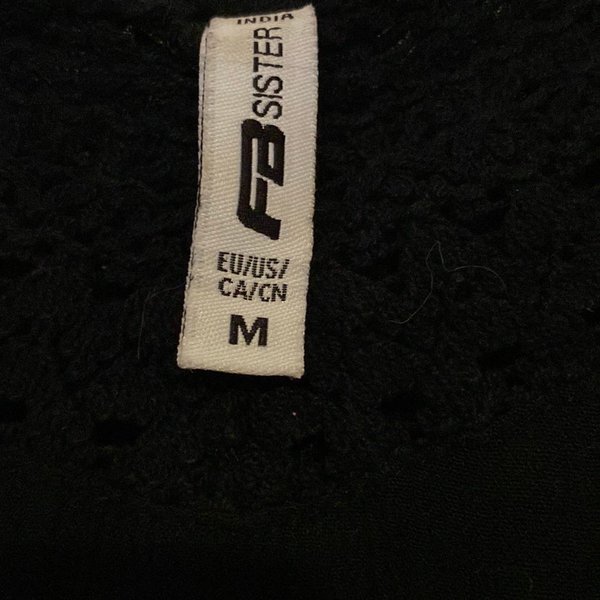 INDIA
FB SISTER
EU/US/
CA/CN
M